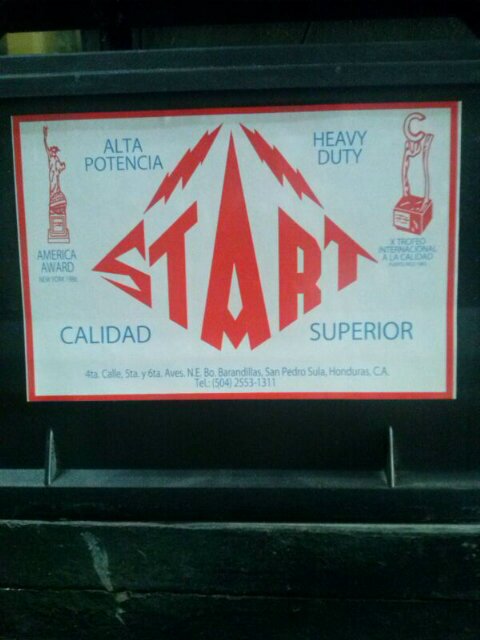 ALTA
POTENCIA
HEAVY
DUTY
START
AMERICA
AWARD
NEW YORK
X TROFEO
INTERNACIONAL
A LA CALIDAD
CALIDAD
SUPERIOR
4ta. Calle, 5ta. y 6ta. Aves. N.E. Bo. Barandillas, San Pedro Sula, Honduras, C.A.
Tel.: (504) 2553-1311